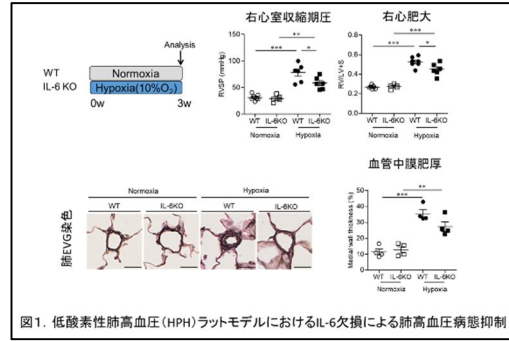 Analysis
WT
IL-6 KO
Normoxia
Hypoxia(10%O₂)
0w
3w
右心室収縮期圧
RVSP (mmHg)
150
100
50
0
***
**
*
WT IL-6KO WT IL-6KO
Normoxia Hypoxia
右心肥大
RV/LV+S
0.8
0.6
0.4
0.2
0.0
***
***
*
WT IL-6KO WT IL-6KO
Normoxia Hypoxia
肺EVG染色
Normoxia Hypoxia
WT IL-6KO WT IL-6KO
血管中膜肥厚
Medial wall thickness (%)
50
40
30
20
10
0
***
**
WT IL-6KO WT IL-6KO
Normoxia Hypoxia
図1. 低酸素性肺高血圧(HPH)ラットモデルにおけるIL-6欠損による肺高血圧病態抑制